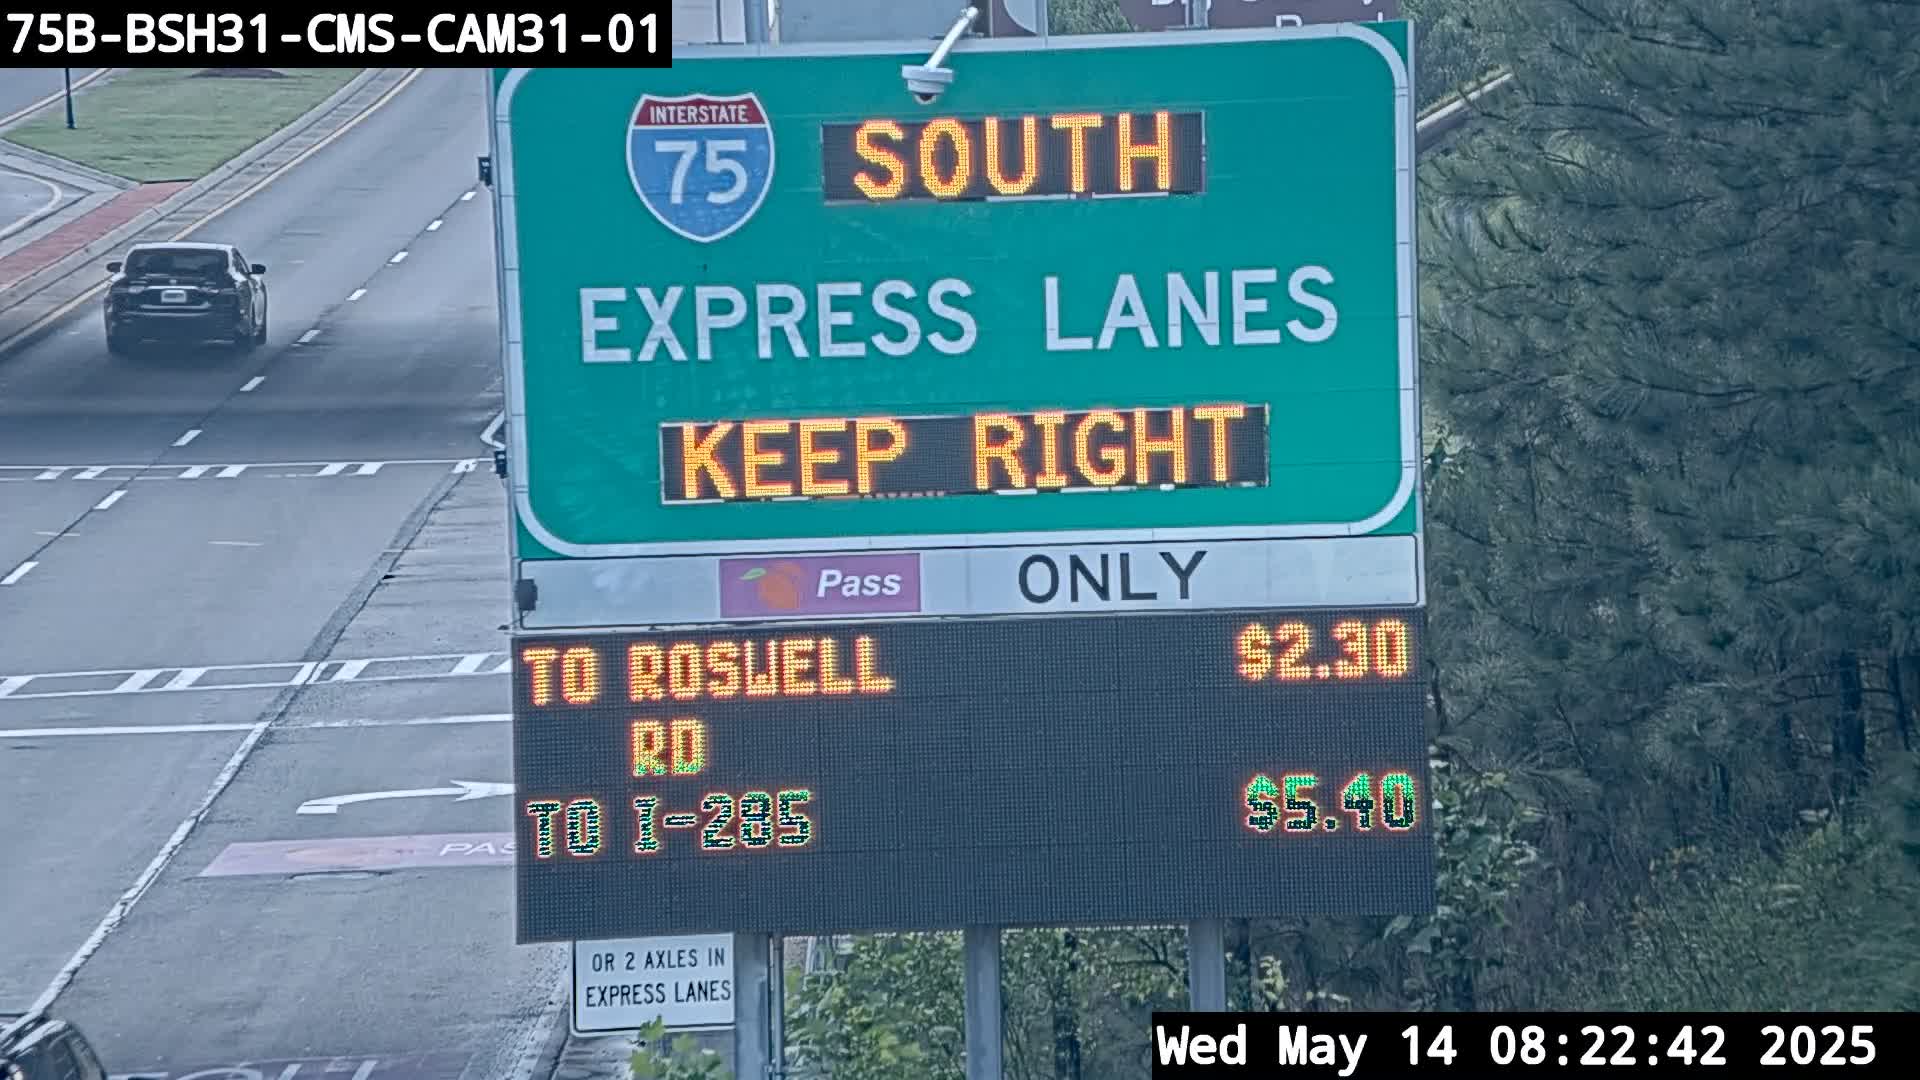 75B-BSH31-CMS-CAM31-01
INTERSTATE
75
SOUTH
EXPRESS LANES
KEEP RIGHT
Pass ONLY
TO ROSWELL $2.30
RD
TO I-285 $5.40
OR 2 AXLES IN
EXPRESS LANES
Wed May 14 08:22:42 2025